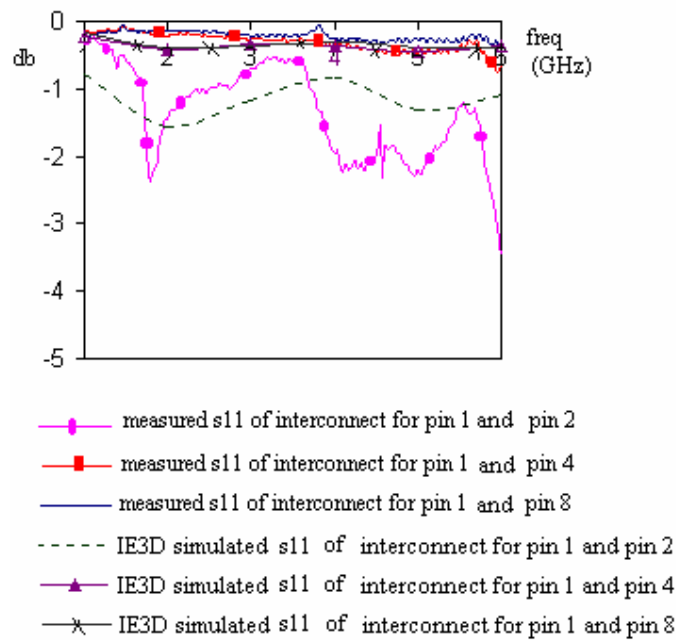 0
2
3
4
5
6
freq
(GHz)
db
-1
-2
-3
-4
-5
measured s11 of interconnect for pin 1 and pin 2
measured s11 of interconnect for pin 1 and pin 4
measured s11 of interconnect for pin 1 and pin 8
IE3D simulated s11 of interconnect for pin 1 and pin 2
IE3D simulated s11 of interconnect for pin 1 and pin 4
IE3D simulated s11 of interconnect for pin 1 and pin 8